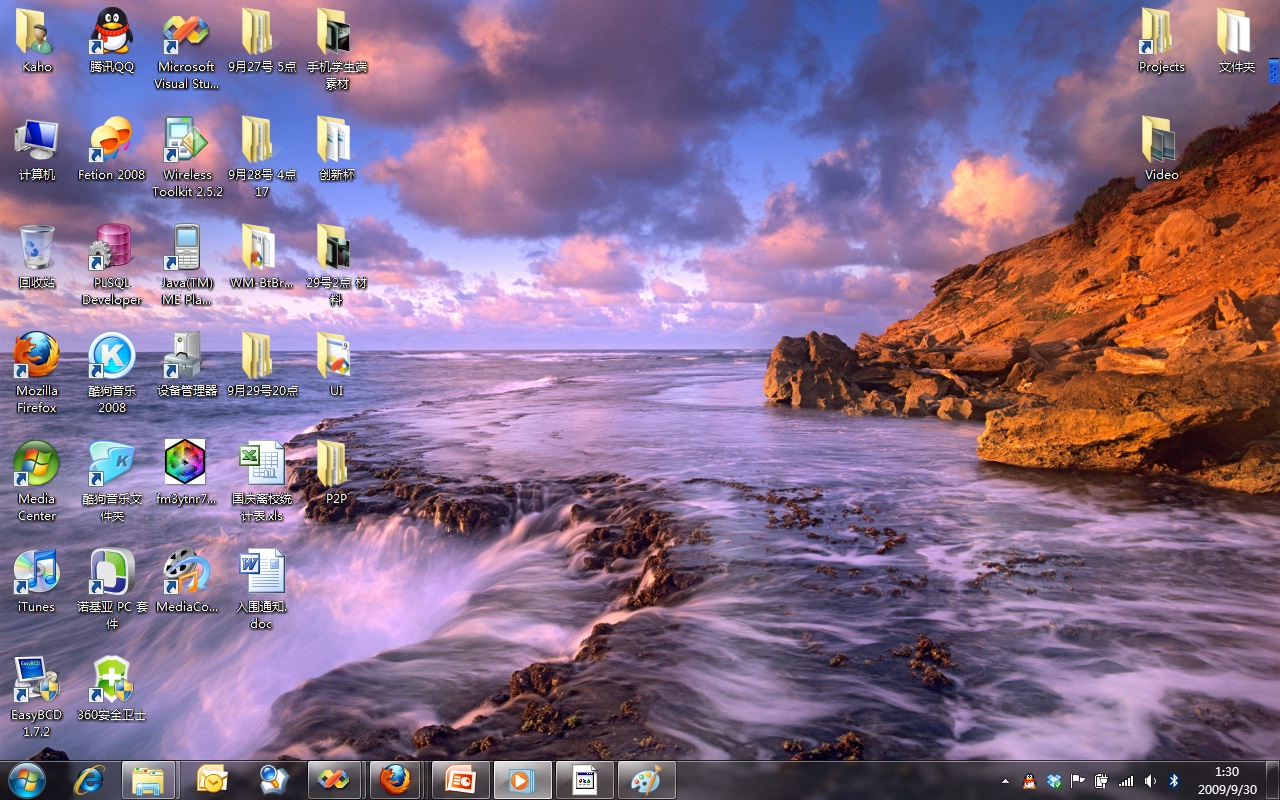 Kaho
腾讯QQ
Microsoft
Visual Stu...
9月27号 5点
手机学生端
素材
Projects
文件夹
计算机
Fetion 2008
Wireless
Toolkit 2.5.2
9月28号 4点
17
创新杯
Video
回收站
PLSQL
Developer
Java(TM)
ME Pla...
WM-BtBr...
29号2点 材
料
Mozilla
Firefox
酷狗音乐
2008
设备管理器
9月29号20点
UI
Media
Center
酷狗音乐文
件夹
fm3ytnr7...
国庆离校统
计表.xls
P2P
iTunes
诺基亚 PC 套
件
MediaCo...
入围通知.
doc
EasyBCD
1.7.2
360安全卫士
1:30
2009/9/30